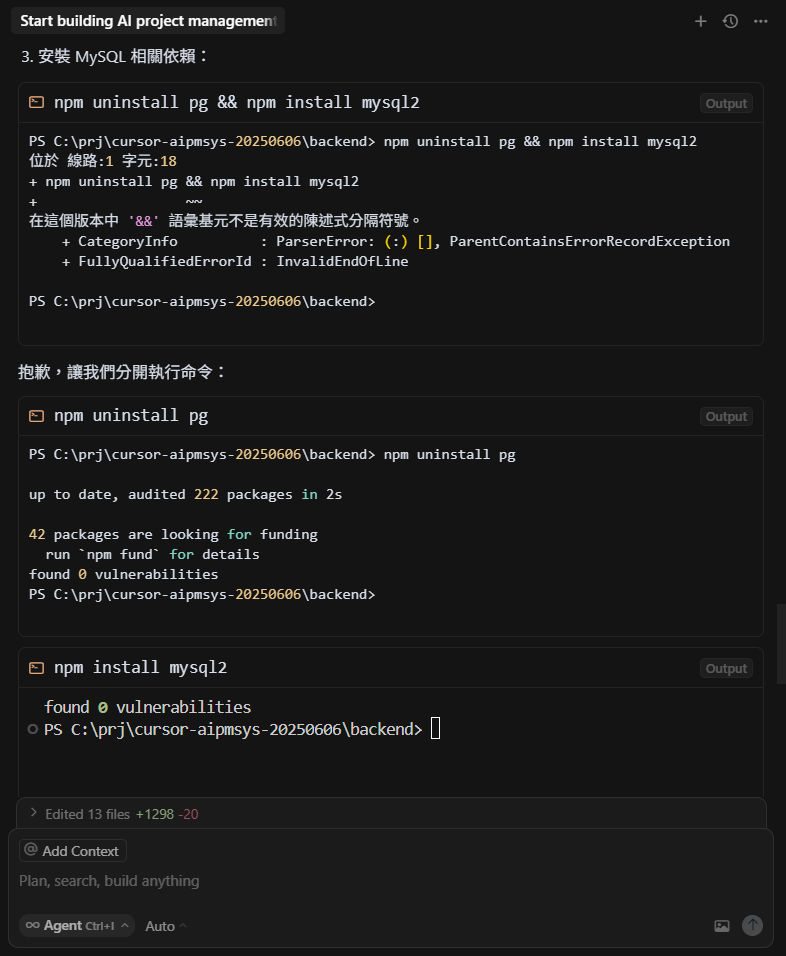 Start building AI project management
3. 安裝 MySQL 相關依賴：
npm uninstall pg && npm install mysql2
Output
PS C:\prj\cursor-aipmsys-20250606\backend> npm uninstall pg && npm install mysql2
位於 線路:1 字元:18
+ npm uninstall pg && npm install mysql2
+                  ~~
在這個版本中 '&&' 語彙基元不是有效的陳述式分隔符號。
    + CategoryInfo          : ParserError: (:) [], ParentContainsErrorRecordException
    + FullyQualifiedErrorId : InvalidEndOfLine
PS C:\prj\cursor-aipmsys-20250606\backend>
抱歉，讓我們分開執行命令：
npm uninstall pg
Output
PS C:\prj\cursor-aipmsys-20250606\backend> npm uninstall pg
up to date, audited 222 packages in 2s
42 packages are looking for funding
  run `npm fund` for details
found 0 vulnerabilities
PS C:\prj\cursor-aipmsys-20250606\backend>
npm install mysql2
Output
found 0 vulnerabilities
PS C:\prj\cursor-aipmsys-20250606\backend>
Edited 13 files +1298 -20
@ Add Context
Plan, search, build anything
Agent Ctrl+I
Auto